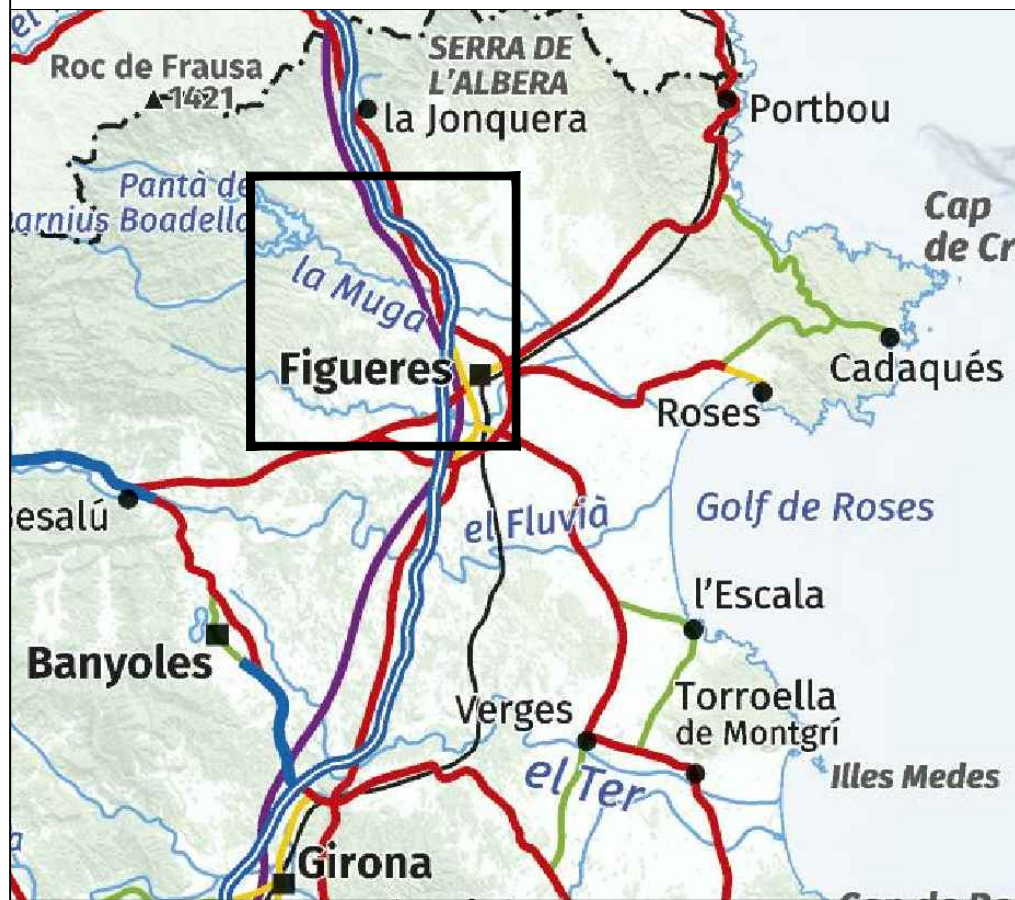 el
SERRA DE
L'ALBERA
Roc de Frausa
1421
la Jonquera
Portbou
Pantà de
arnius Boadella
Cap
de Cr
la Muga
Figueres
Cadaqués
Roses
Besalú
el Fluvià
Golf de Roses
l'Escala
Banyoles
Torroella
de Montgrí
Verges
el Ter
Illes Medes
a
Girona